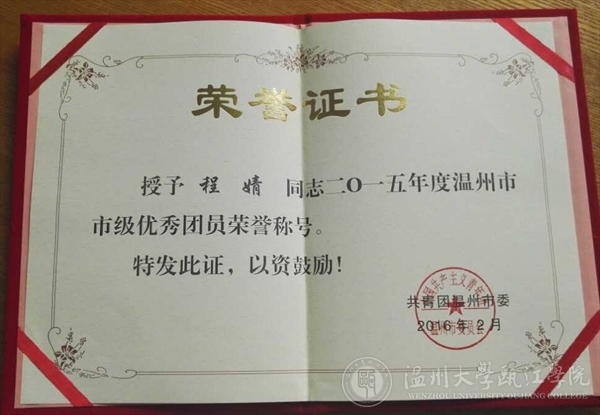 荣誉证书
授予 程 婧 同志二〇一五年度温州市
市级优秀团员荣誉称号。
特发此证，以资鼓励！
共青团温州市委
2016年2月
温州大学瓯江学院
WENZHOU UNIVERSITY OUJIANG COLLEGE